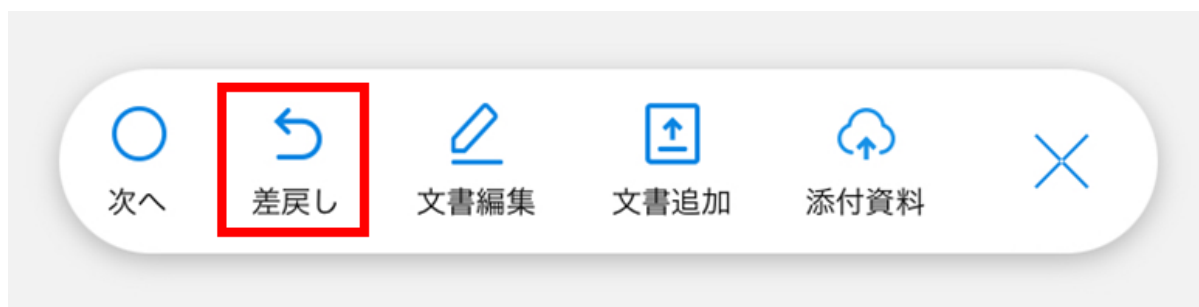 次へ
差戻し
文書編集
文書追加
添付資料